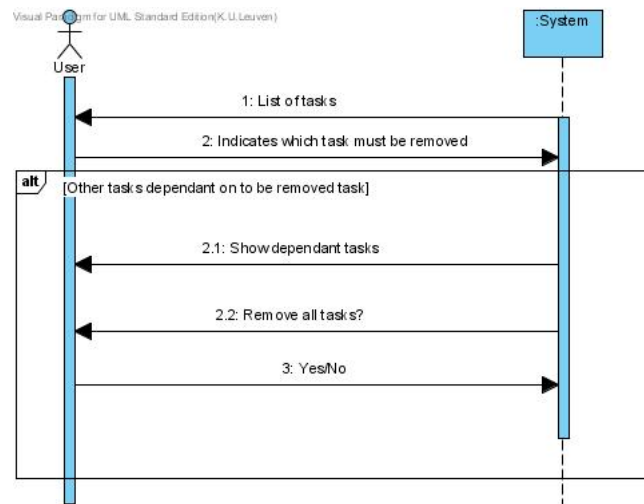 Visual Paradigm for UML Standard Edition(K.U.Leuven)
:System
User
1: List of tasks
2: Indicates which task must be removed
alt
[Other tasks dependant on to be removed task]
2.1: Show dependant tasks
2.2: Remove all tasks?
3: Yes/No